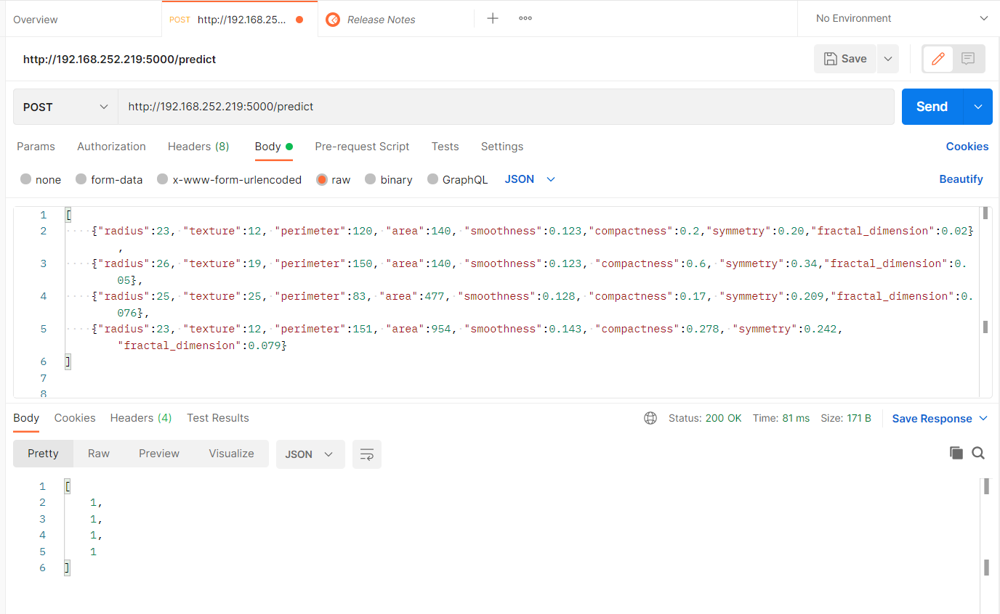 Overview
POST http://192.168.25...
Release Notes
No Environment
http://192.168.252.219:5000/predict
Save
POST
http://192.168.252.219:5000/predict
Send
Params Authorization Headers (8) Body Pre-request Script Tests Settings Cookies
none form-data x-www-form-urlencoded raw binary GraphQL JSON Beautify
1 [
2 {"radius":23, "texture":12, "perimeter":120, "area":140, "smoothness":0.123,"compactness":0.2,"symmetry":0.20,"fractal_dimension":0.02}
,
3 {"radius":26, "texture":19, "perimeter":150, "area":140, "smoothness":0.123, "compactness":0.6, "symmetry":0.34,"fractal_dimension":0.
05},
4 {"radius":25, "texture":25, "perimeter":83, "area":477, "smoothness":0.128, "compactness":0.17, "symmetry":0.209,"fractal_dimension":0.
076},
5 {"radius":23, "texture":12, "perimeter":151, "area":954, "smoothness":0.143, "compactness":0.278, "symmetry":0.242,
"fractal_dimension":0.079}
6 ]
7
8
Body Cookies Headers (4) Test Results Status: 200 OK Time: 81 ms Size: 171 B Save Response
Pretty Raw Preview Visualize JSON
1 [
2 1,
3 1,
4 1,
5 1
6 ]